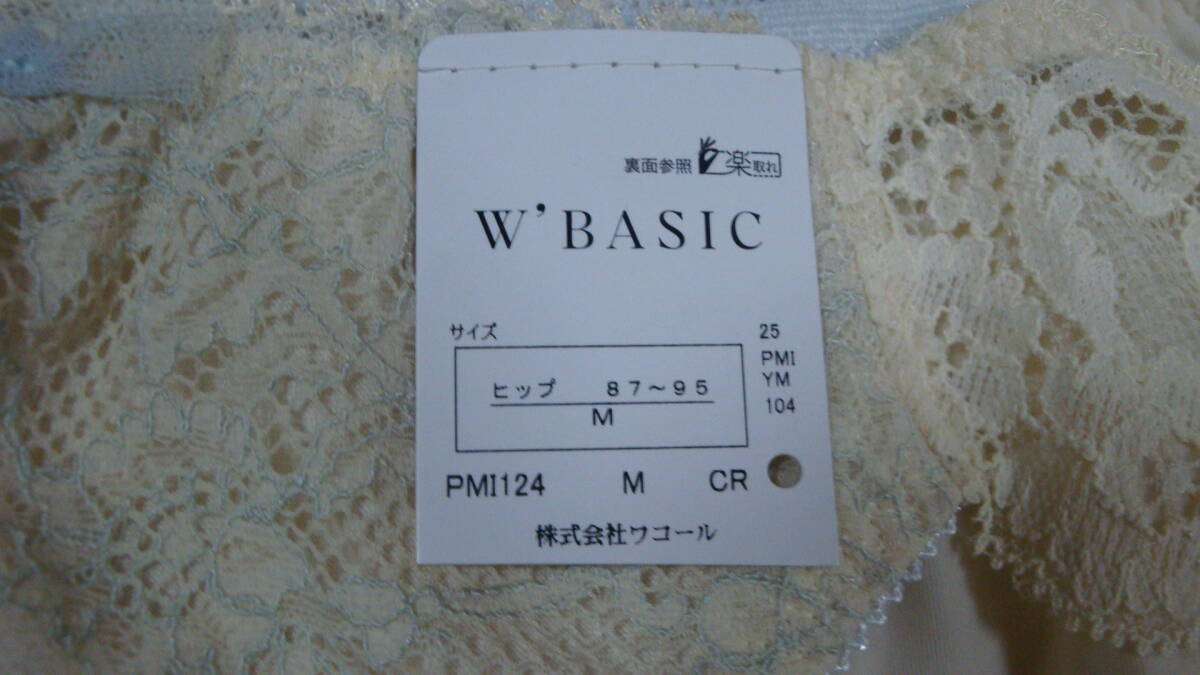 裏面参照 楽取れ
W'BASIC
サイズ
ヒップ 87〜95
M
25
PMI
YM
104
PMI124 M CR
株式会社ワコール